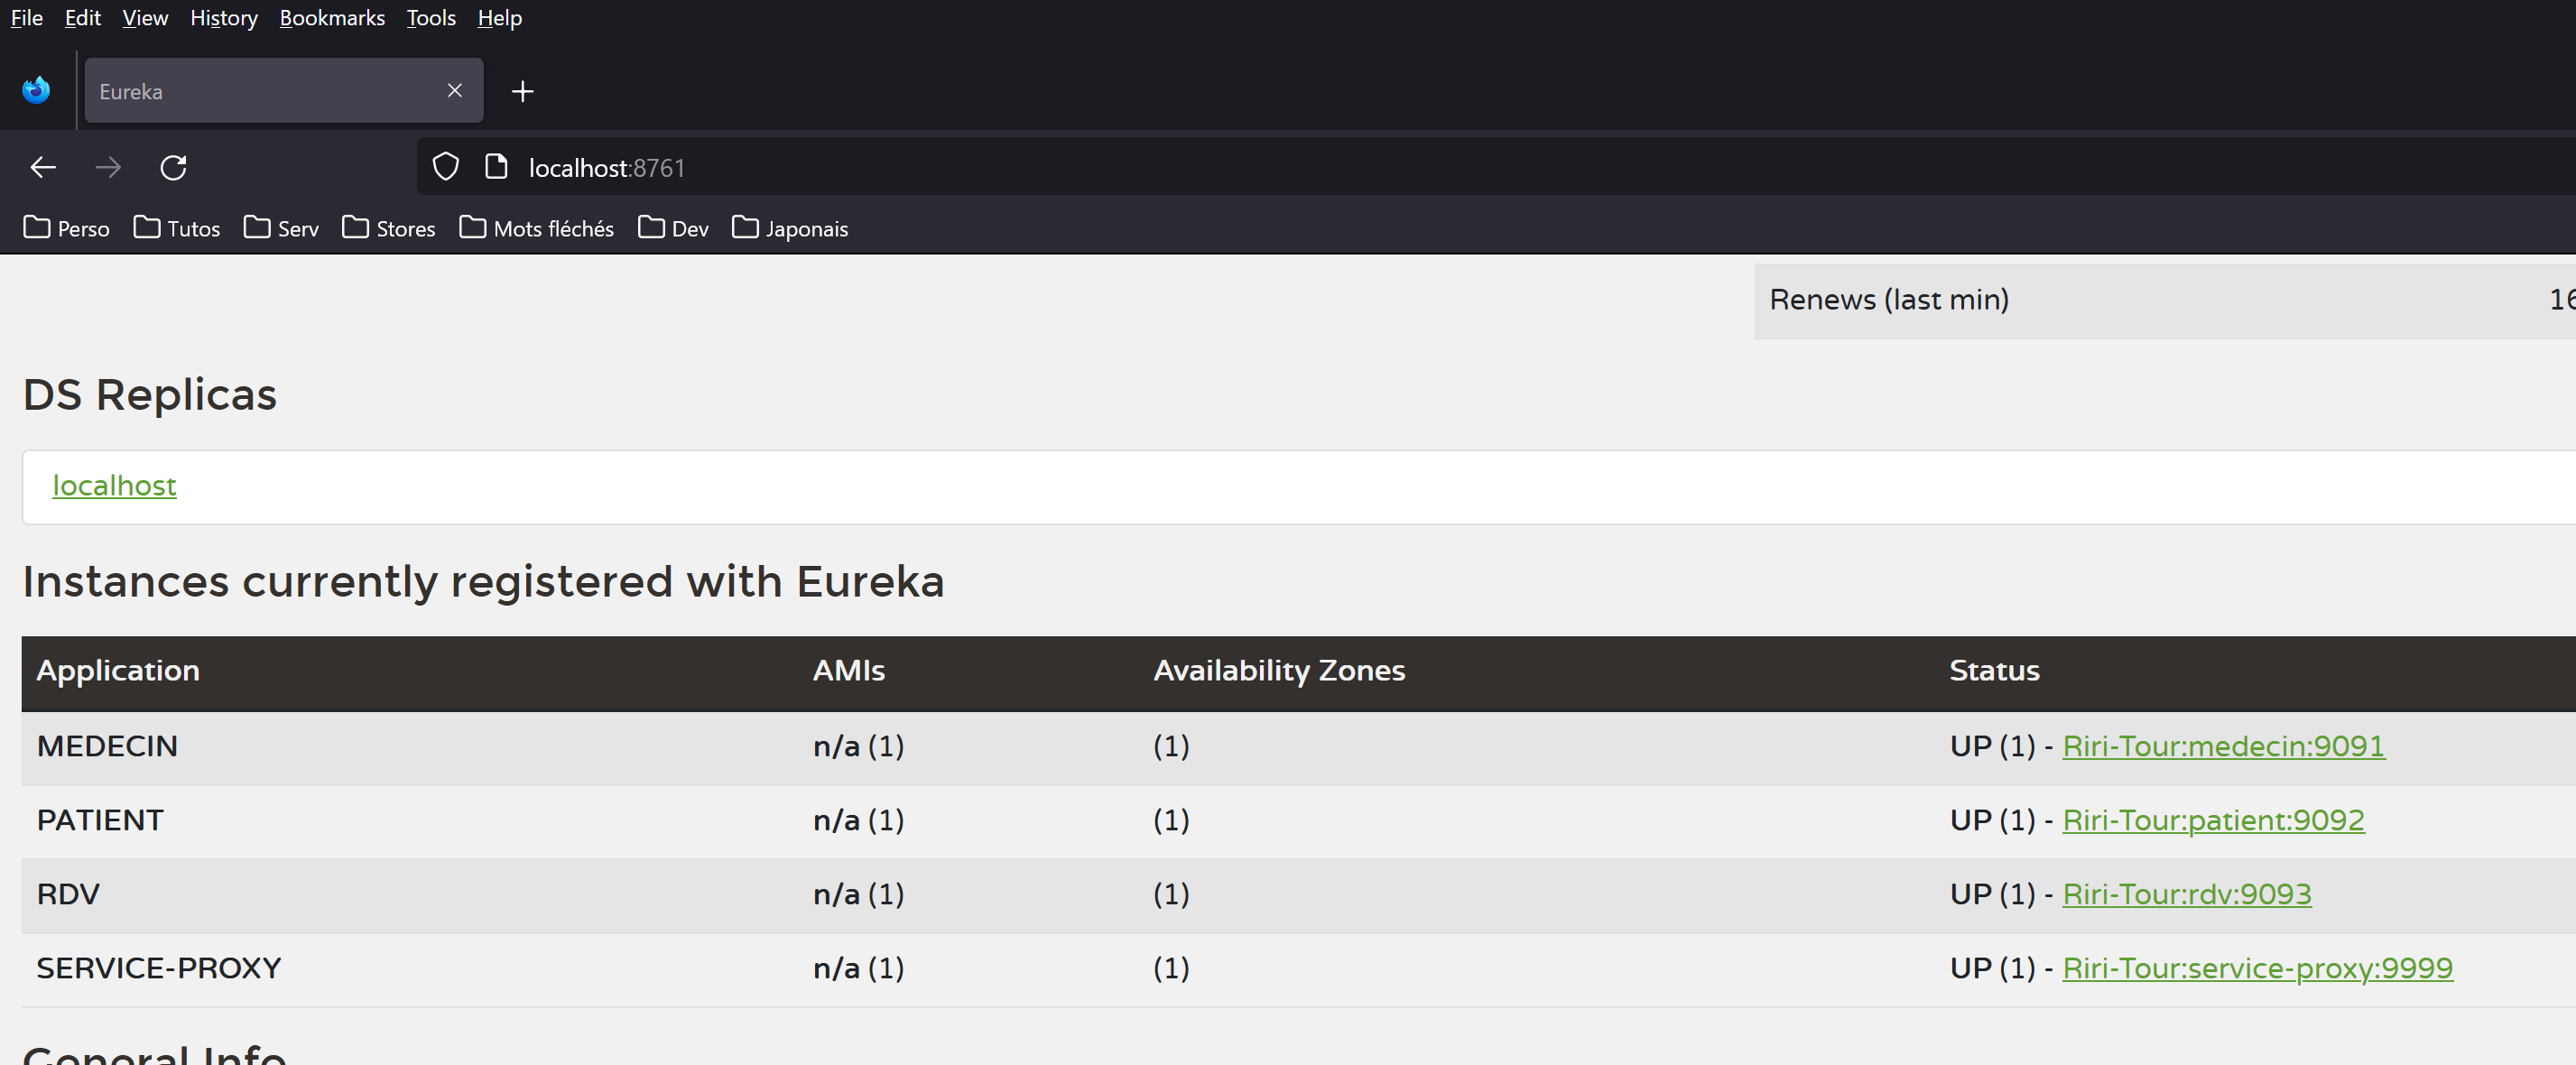 File Edit View History Bookmarks Tools Help
Eureka
localhost:8761
Perso Tutos Serv Stores Mots fléchés Dev Japonais
Renews (last min) 16
DS Replicas
localhost
Instances currently registered with Eureka
Application AMIs Availability Zones Status
MEDECIN n/a (1) (1) UP (1) - Riri-Tour:medecin:9091
PATIENT n/a (1) (1) UP (1) - Riri-Tour:patient:9092
RDV n/a (1) (1) UP (1) - Riri-Tour:rdv:9093
SERVICE-PROXY n/a (1) (1) UP (1) - Riri-Tour:service-proxy:9999
General Info